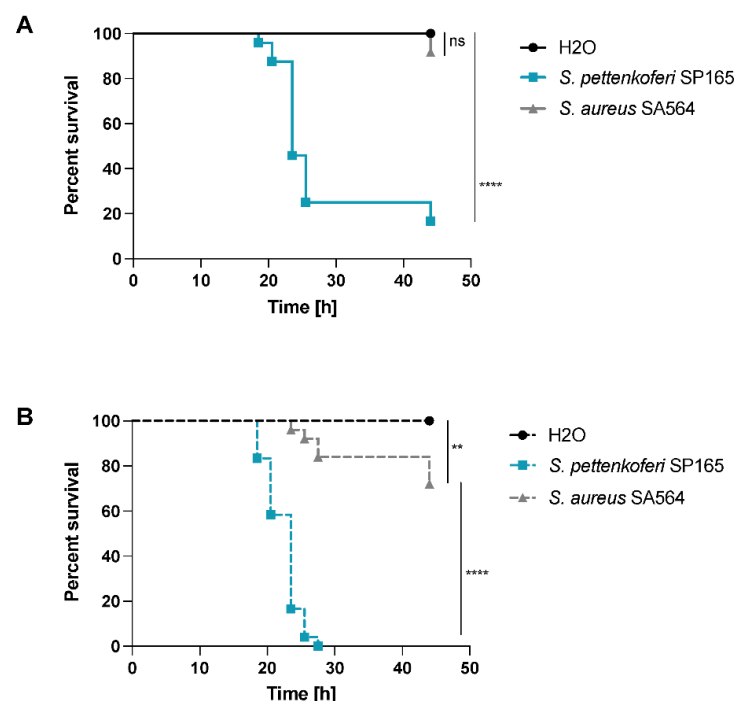 A
100
80
60
40
20
0
Percent survival
0 10 20 30 40 50
Time [h]
ns
****
H2O
S. pettenkoferi SP165
S. aureus SA564
B
100
80
60
40
20
0
Percent survival
0 10 20 30 40 50
Time [h]
**
****
H2O
S. pettenkoferi SP165
S. aureus SA564